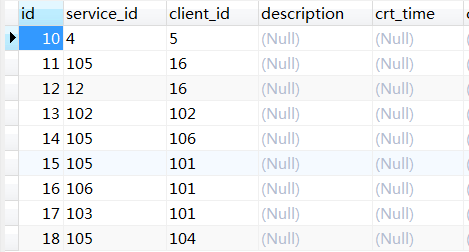 id service_id client_id description crt_time
10 4 5 (Null) (Null)
11 105 16 (Null) (Null)
12 12 16 (Null) (Null)
13 102 102 (Null) (Null)
14 105 106 (Null) (Null)
15 105 101 (Null) (Null)
16 106 101 (Null) (Null)
17 103 101 (Null) (Null)
18 105 104 (Null) (Null)